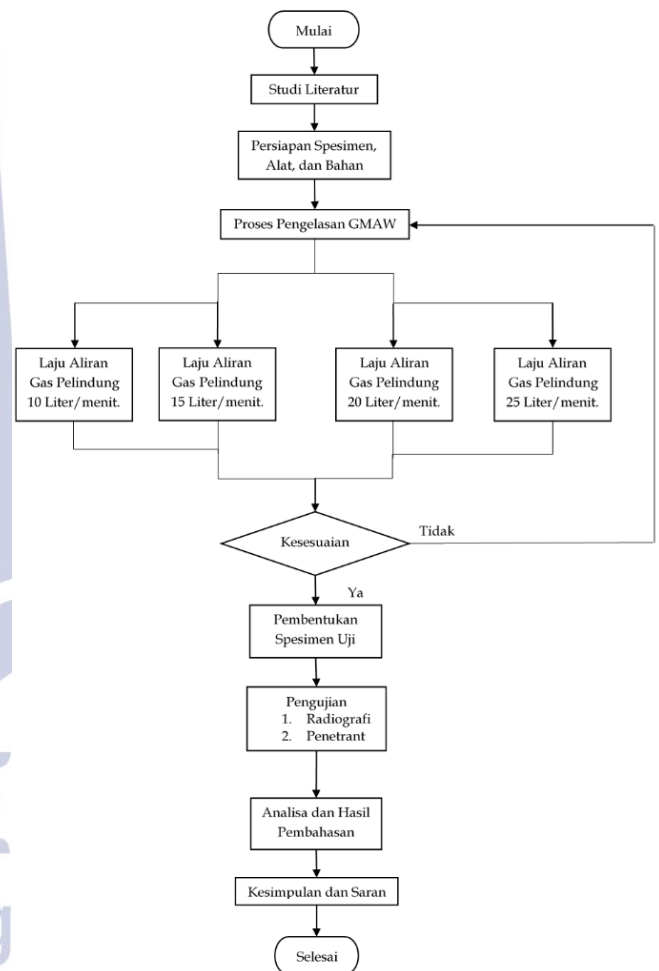 Mulai
Studi Literatur
Persiapan Spesimen,
Alat, dan Bahan
Proses Pengelasan GMAW
Laju Aliran
Gas Pelindung
10 Liter/menit.
Laju Aliran
Gas Pelindung
15 Liter/menit.
Laju Aliran
Gas Pelindung
20 Liter/menit.
Laju Aliran
Gas Pelindung
25 Liter/menit.
Kesesuaian
Tidak
Ya
Pembentukan
Spesimen Uji
Pengujian
1. Radiografi
2. Penetrant
Analisa dan Hasil
Pembahasan
Kesimpulan dan Saran
Selesai